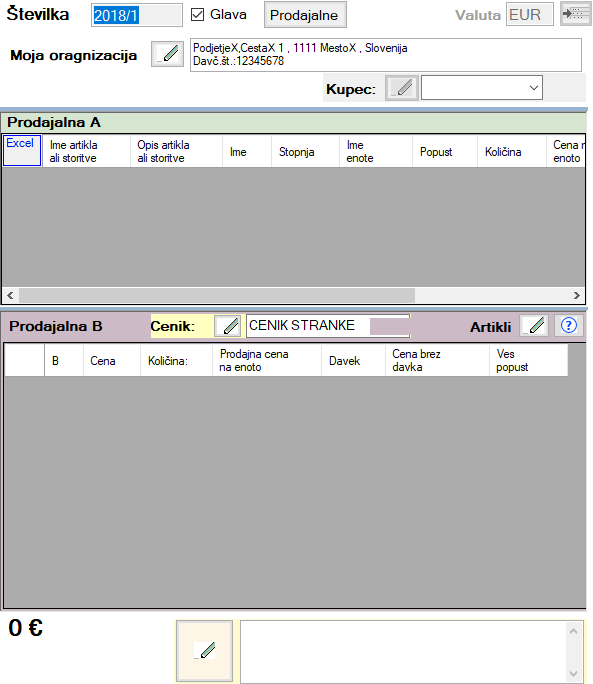 Številka 2018/1 Glava Prodajalne Valuta EUR
Moja oragnizacija
PodjetjeX,CestaX 1 , 1111 MestoX , Slovenija
Davč.št.:12345678
Kupec:
Prodajalna A
Excel
Ime artikla
ali storitve
Opis artikla
ali storitve
Ime
Stopnja
Ime
enote
Popust
Količina
Cena n
enoto
Prodajalna B Cenik: CENIK STRANKE Artikli ?
B
Cena
Količina:
Prodajna cena
na enoto
Davek
Cena brez
davka
Ves
popust
0 €